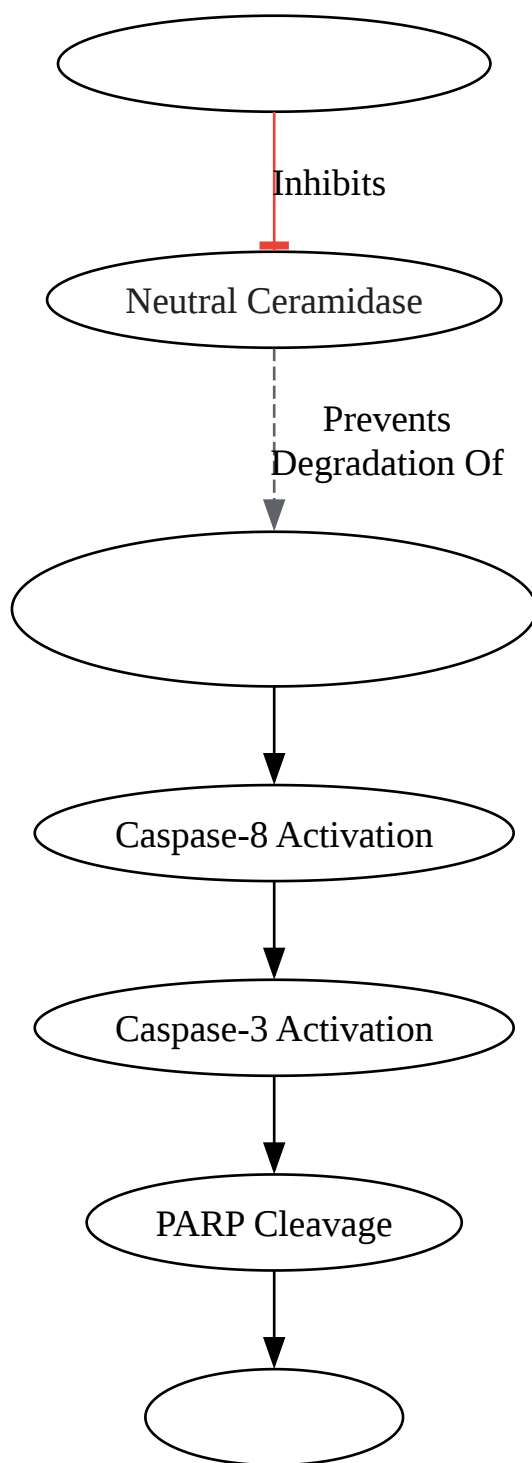 Inhibits
Neutral Ceramidase
Prevents
Degradation Of
Caspase-8 Activation
Caspase-3 Activation
PARP Cleavage